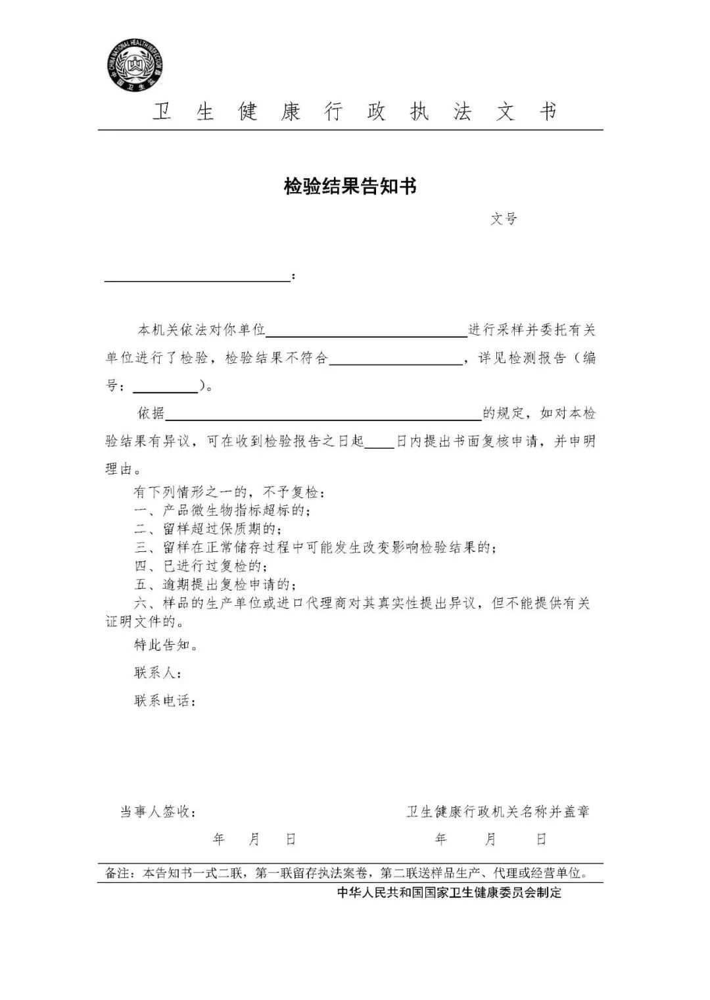 CHINA NATIONAL HEALTH INSPECTION
中国卫生监督
卫生健康行政执法文书
检验结果告知书
文号
：
本机关依法对你单位 进行采样并委托有关
单位进行了检验，检验结果不符合 ，详见检测报告（编
号： ）。
依据 的规定，如对本检
验结果有异议，可在收到检验报告之日起 日内提出书面复核申请，并申明
理由。
有下列情形之一的，不予复检：
一、产品微生物指标超标的；
二、留样超过保质期的；
三、留样在正常储存过程中可能发生改变影响检验结果的；
四、已进行过复检的；
五、逾期提出复检申请的；
六、样品的生产单位或进口代理商对其真实性提出异议，但不能提供有关
证明文件的。
特此告知。
联系人：
联系电话：
当事人签收： 卫生健康行政机关名称并盖章
年 月 日 年 月 日
备注：本告知书一式二联，第一联留存执法案卷，第二联送样品生产、代理或经营单位。
中华人民共和国国家卫生健康委员会制定